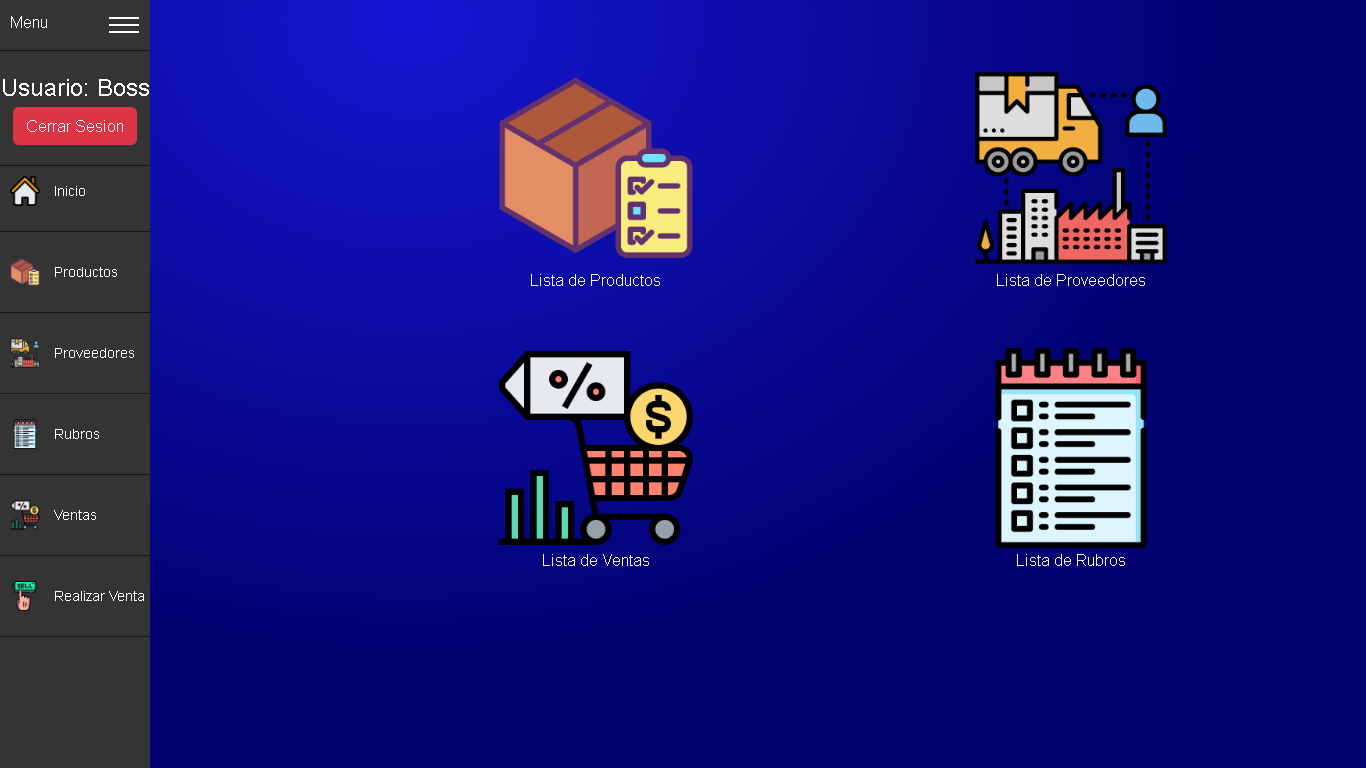 Menu
Usuario: Boss
Cerrar Sesion
Inicio
Productos
Proveedores
Rubros
Ventas
SELL
Realizar Venta
Lista de Productos
Lista de Proveedores
%
$
Lista de Ventas
Lista de Rubros